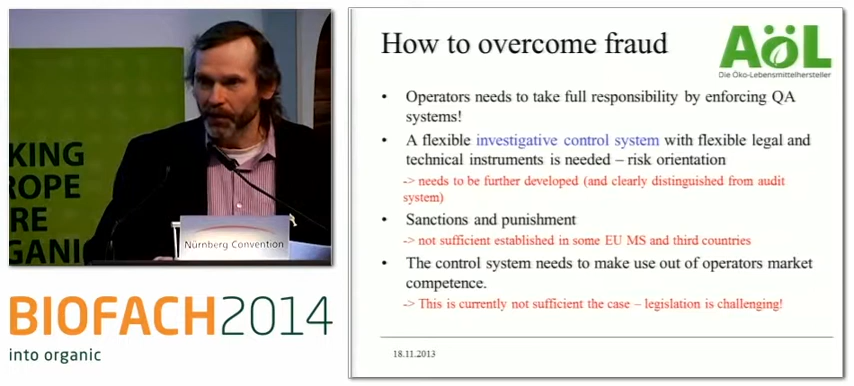 KING
ROPE
RE
GANI
Nürnberg Convention
BIOFACH2014
into organic
How to overcome fraud
AöL
Die Öko-Lebensmittelhersteller
• Operators needs to take full responsibility by enforcing QA
systems!
• A flexible investigative control system with flexible legal and
technical instruments is needed – risk orientation
-> needs to be further developed (and clearly distinguished from audit
system)
• Sanctions and punishment
-> not sufficient established in some EU MS and third countries
• The control system needs to make use out of operators market
competence.
-> This is currently not sufficient the case – legislation is challenging!
18.11.2013